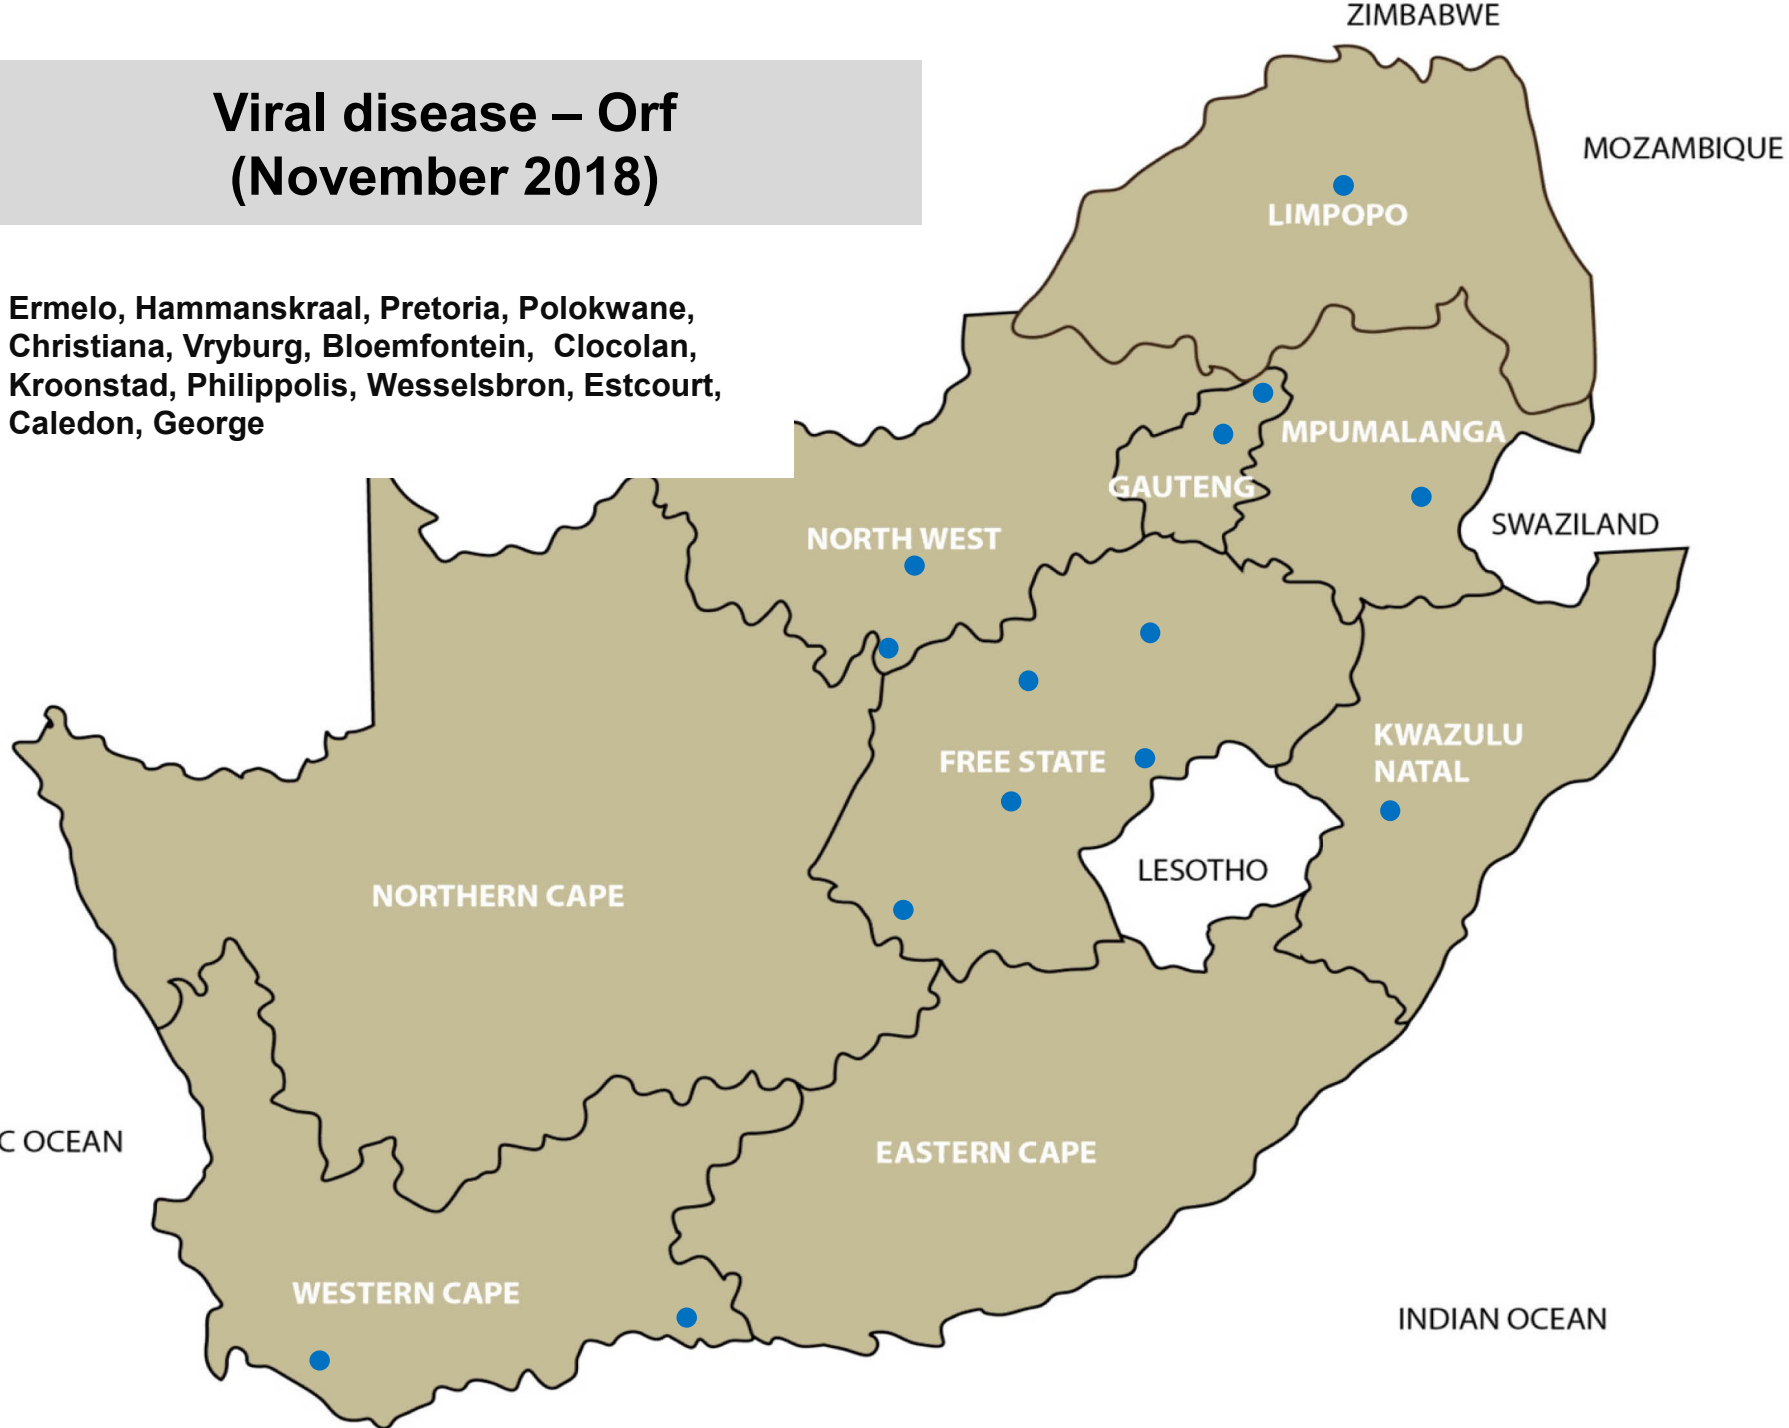 ZIMBABWE
Viral disease – Orf
(November 2018)
MOZAMBIQUE
LIMPOPO
Ermelo, Hammanskraal, Pretoria, Polokwane,
Christiana, Vryburg, Bloemfontein,  Clocolan,
Kroonstad, Philippolis, Wesselsbron, Estcourt,
Caledon, George
MPUMALANGA
GAUTENG
SWAZILAND
NORTH WEST
KWAZULU
NATAL
FREE STATE
LESOTHO
NORTHERN CAPE
C OCEAN
EASTERN CAPE
WESTERN CAPE
INDIAN OCEAN